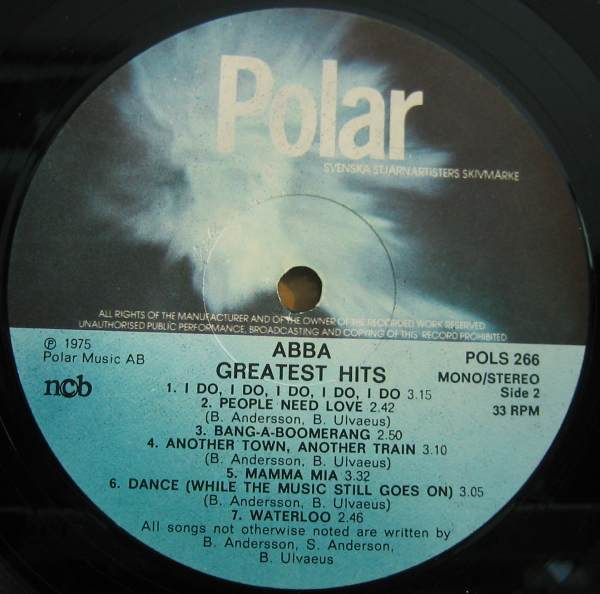 Polar
SVENSKA STJÄRNARTISTERS SKIVMÄRKE
ALL RIGHTS OF THE MANUFACTURER AND OF THE OWNER OF THE RECORDED WORK RESERVED
UNAUTHORISED PUBLIC PERFORMANCE, BROADCASTING AND COPYING OF THIS RECORD PROHIBITED
℗ 1975
Polar Music AB
ncb
ABBA
GREATEST HITS
POLS 266
MONO/STEREO
Side 2
33 RPM
1. I DO, I DO, I DO, I DO, I DO 3.15
2. PEOPLE NEED LOVE 2.42
(B. Andersson, B. Ulvaeus)
3. BANG-A-BOOMERANG 2.50
4. ANOTHER TOWN, ANOTHER TRAIN 3.10
(B. Andersson, B. Ulvaeus)
5. MAMMA MIA 3.32
6. DANCE (WHILE THE MUSIC STILL GOES ON) 3.05
(B. Andersson, B. Ulvaeus)
7. WATERLOO 2.46
All songs not otherwise noted are written by
B. Andersson, S. Anderson,
B. Ulvaeus